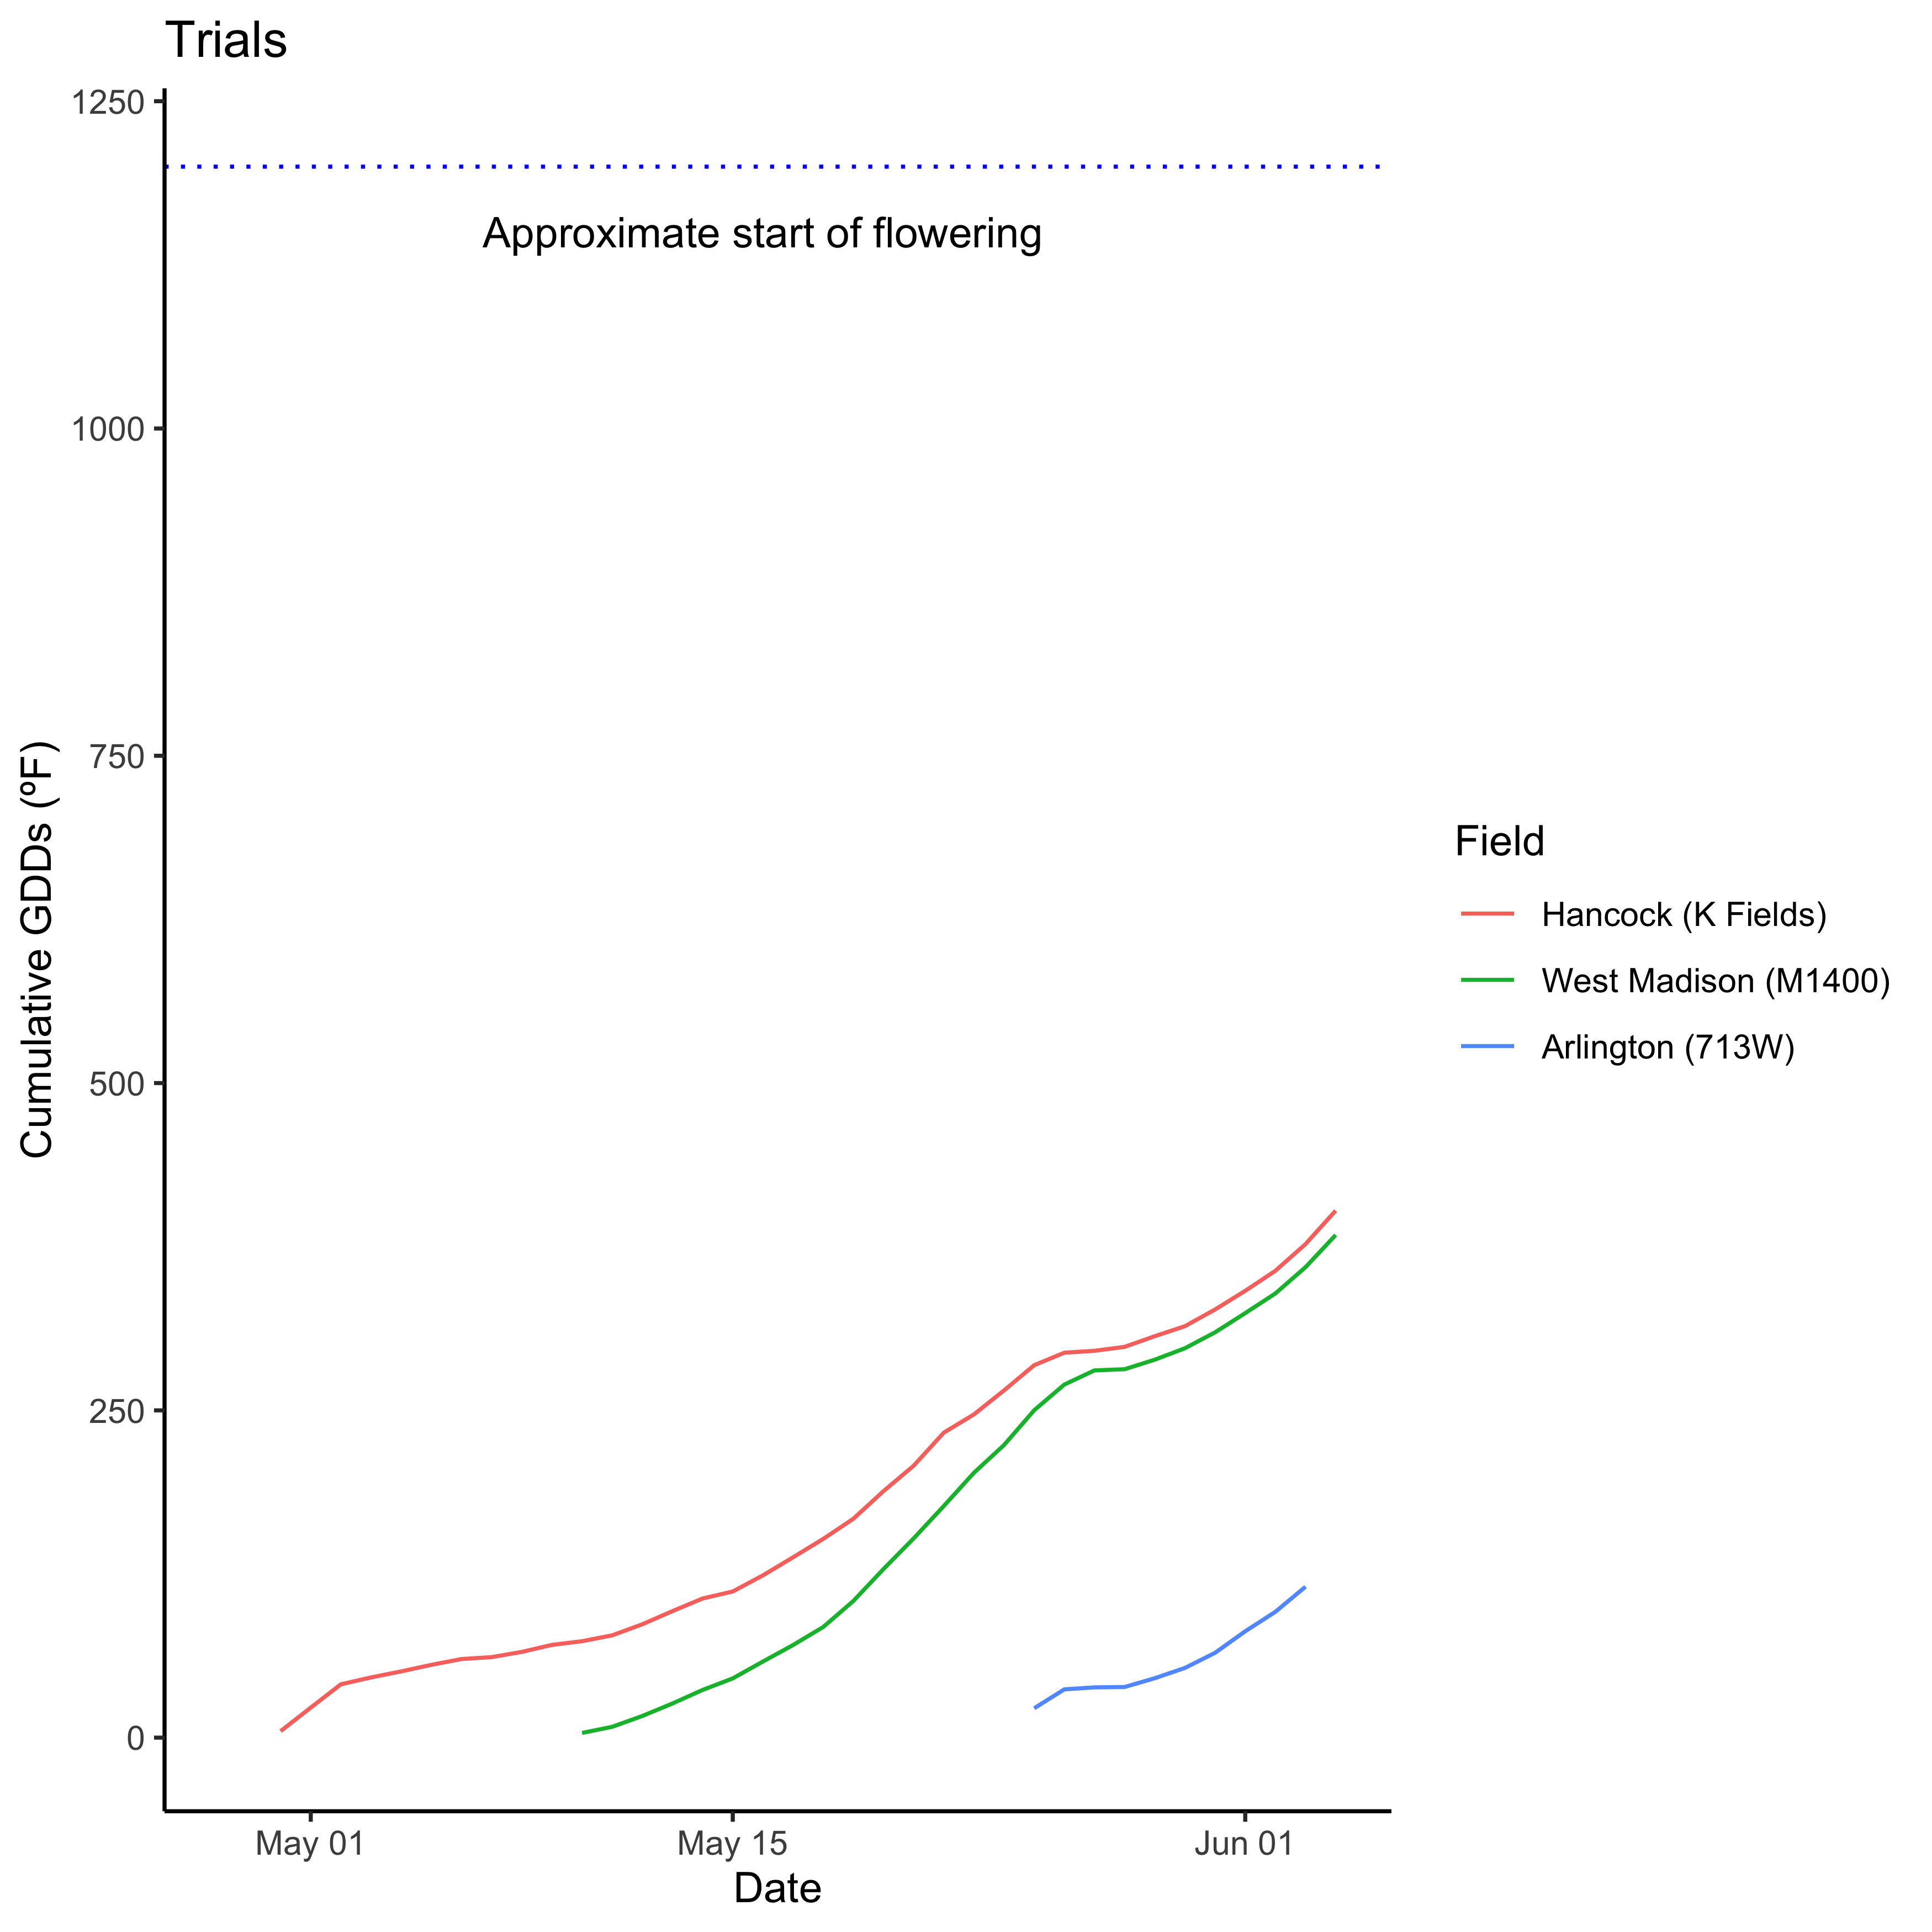 Trials
1250
Approximate start of flowering
1000
750
500
250
0
Cumulative GDDs (ºF)
May 01
May 15
Jun 01
Date
Field
Hancock (K Fields)
West Madison (M1400)
Arlington (713W)